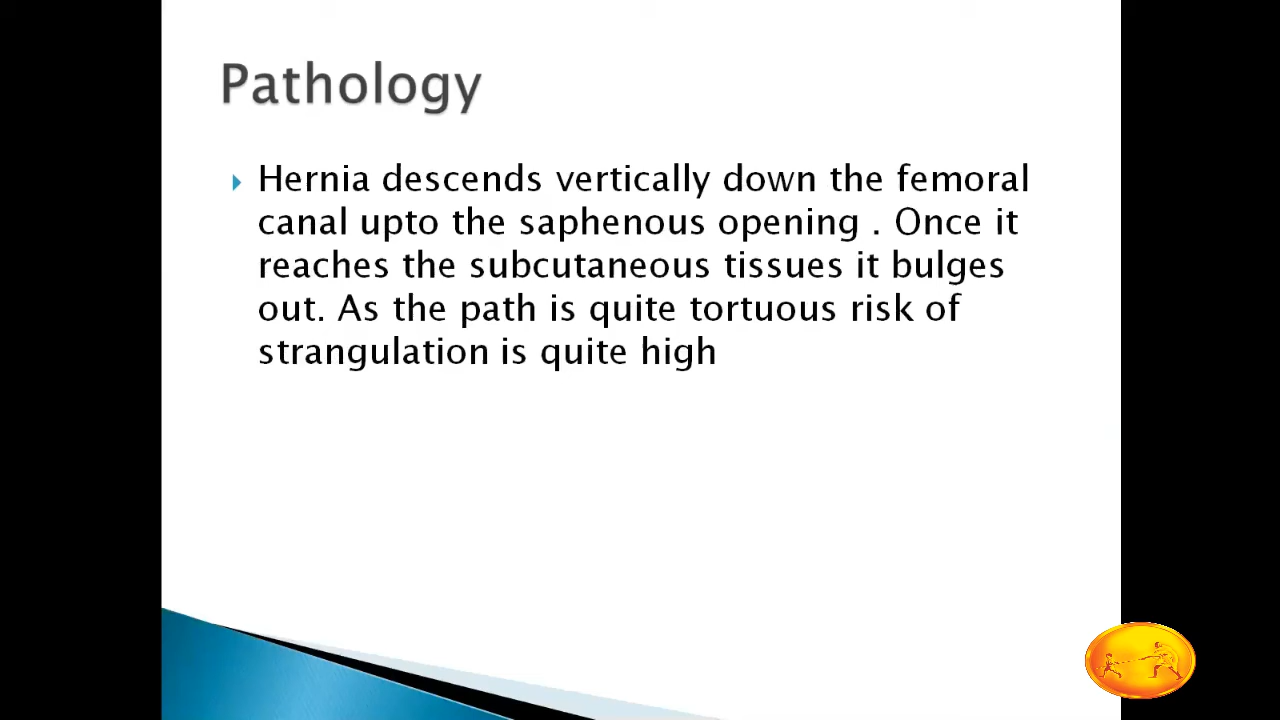 Pathology
Hernia descends vertically down the femoral
canal upto the saphenous opening . Once it
reaches the subcutaneous tissues it bulges
out. As the path is quite tortuous risk of
strangulation is quite high